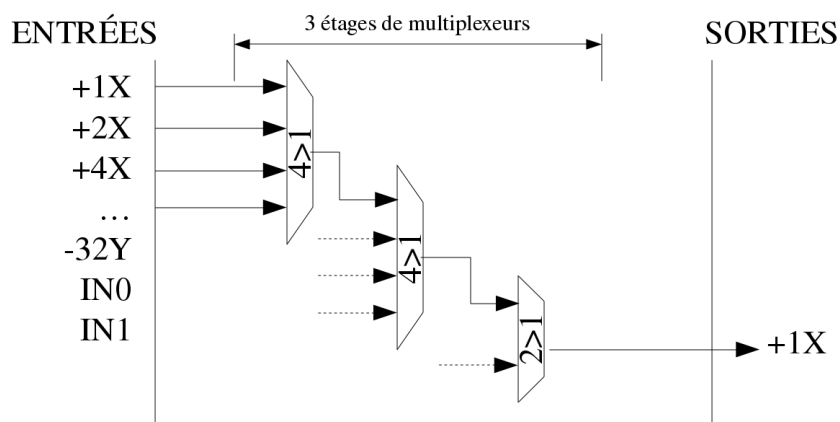 3 étages de multiplexeurs
ENTRÉES
SORTIES
+1X
+2X
+4X
...
-32Y
IN0
IN1
4>1
4>1
2>1
+1X